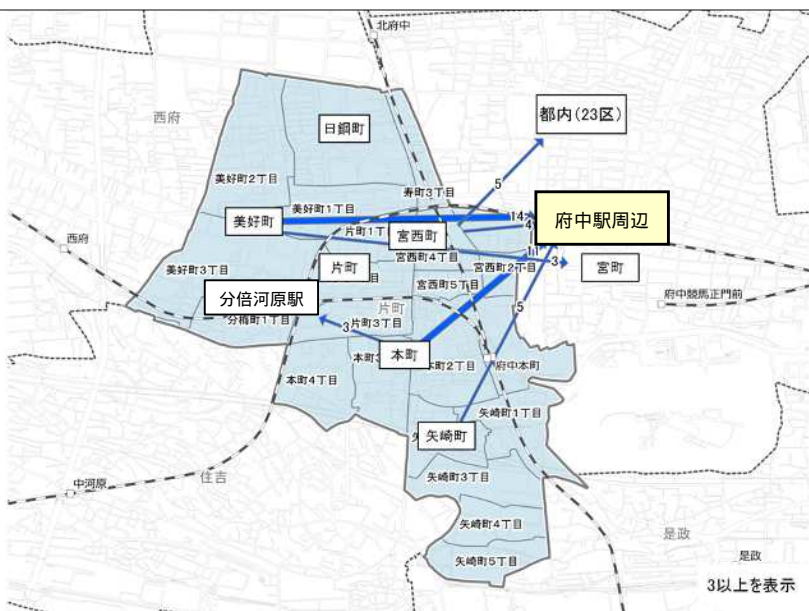 北府中
西府
日鋼町
都内(23区)
5
美好町2丁目
寿町3丁目
美好町1丁目
14
府中駅周辺
美好町
片町1丁
宮西町
4
西府
宮西町4丁目
3
宮町
美好町3丁目
片町
丁目
宮西町2丁目
宮西町5丁目
府中競馬正門前
分倍河原駅
片町
5
分梅町1丁目
3
片町3丁目
本町
本町2丁目
府中本町
本町4丁目
矢崎町1丁目
矢崎町
矢崎町3丁目
住吉
中河原
矢崎町4丁目
是政
矢崎町5丁目
是政
3以上を表示